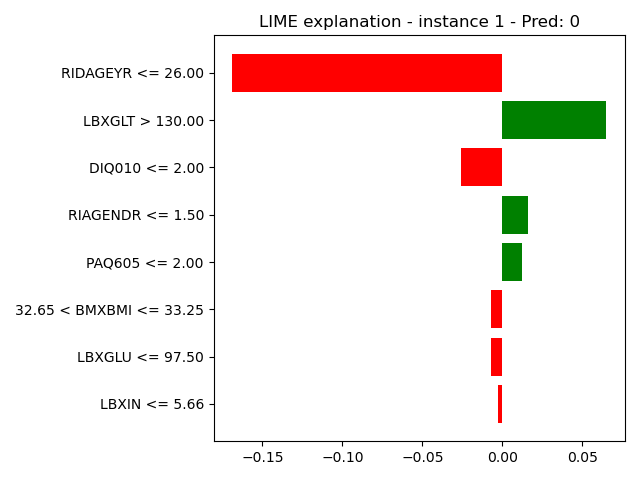 LIME explanation - instance 1 - Pred: 0
RIDAGEYR <= 26.00
LBXGLT > 130.00
DIQ010 <= 2.00
RIAGENDR <= 1.50
PAQ605 <= 2.00
32.65 < BMXBMI <= 33.25
LBXGLU <= 97.50
LBXIN <= 5.66
−0.15 −0.10 −0.05 0.00 0.05